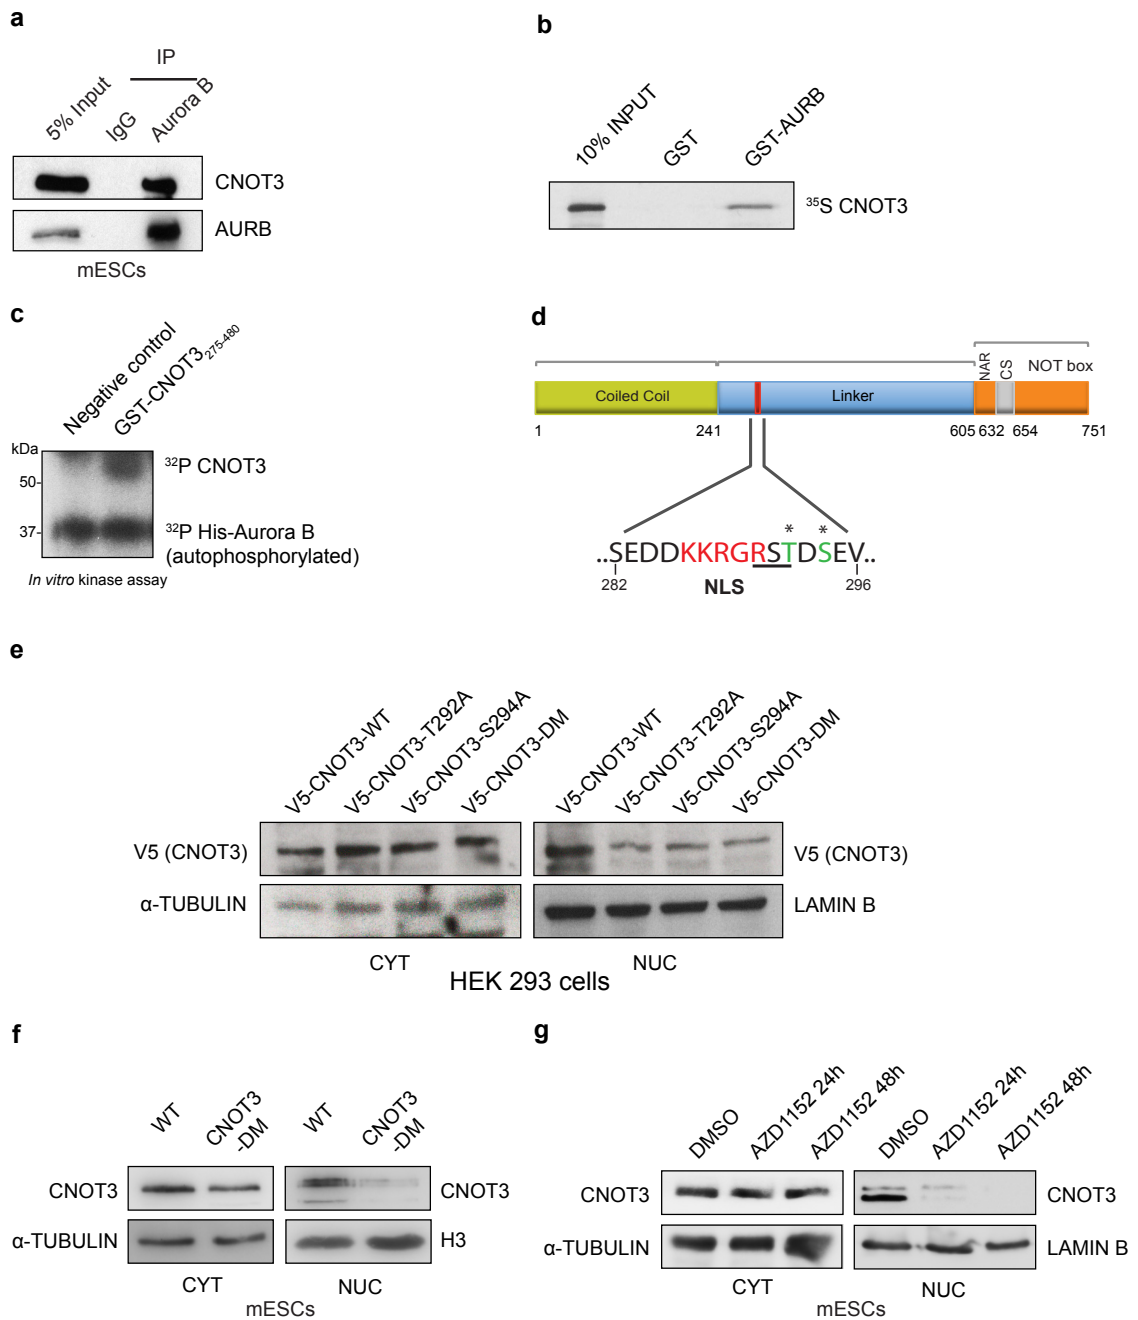 a
IP
5% Input
IgG
Aurora B
CNOT3
AURB
mESCs
b
10% INPUT
GST
GST-AURB
³⁵S CNOT3
c
Negative control
GST-CNOT3₂₇₅₋₄₈₀
kDa
50-
37-
³²P CNOT3
³²P His-Aurora B
(autophosphorylated)
In vitro kinase assay
d
Coiled Coil
Linker
NAR
CS
NOT box
1
241
605
632
654
751
* *
..SEDDKKRGRSTDSEV..
282
NLS
296
e
V5-CNOT3-WT
V5-CNOT3-T292A
V5-CNOT3-S294A
V5-CNOT3-DM
V5-CNOT3-WT
V5-CNOT3-T292A
V5-CNOT3-S294A
V5-CNOT3-DM
V5 (CNOT3)
V5 (CNOT3)
α-TUBULIN
LAMIN B
CYT
NUC
HEK 293 cells
f
WT
CNOT3
-DM
WT
CNOT3
-DM
CNOT3
CNOT3
α-TUBULIN
H3
CYT
NUC
mESCs
g
DMSO
AZD1152 24h
AZD1152 48h
DMSO
AZD1152 24h
AZD1152 48h
CNOT3
CNOT3
α-TUBULIN
LAMIN B
CYT
NUC
mESCs